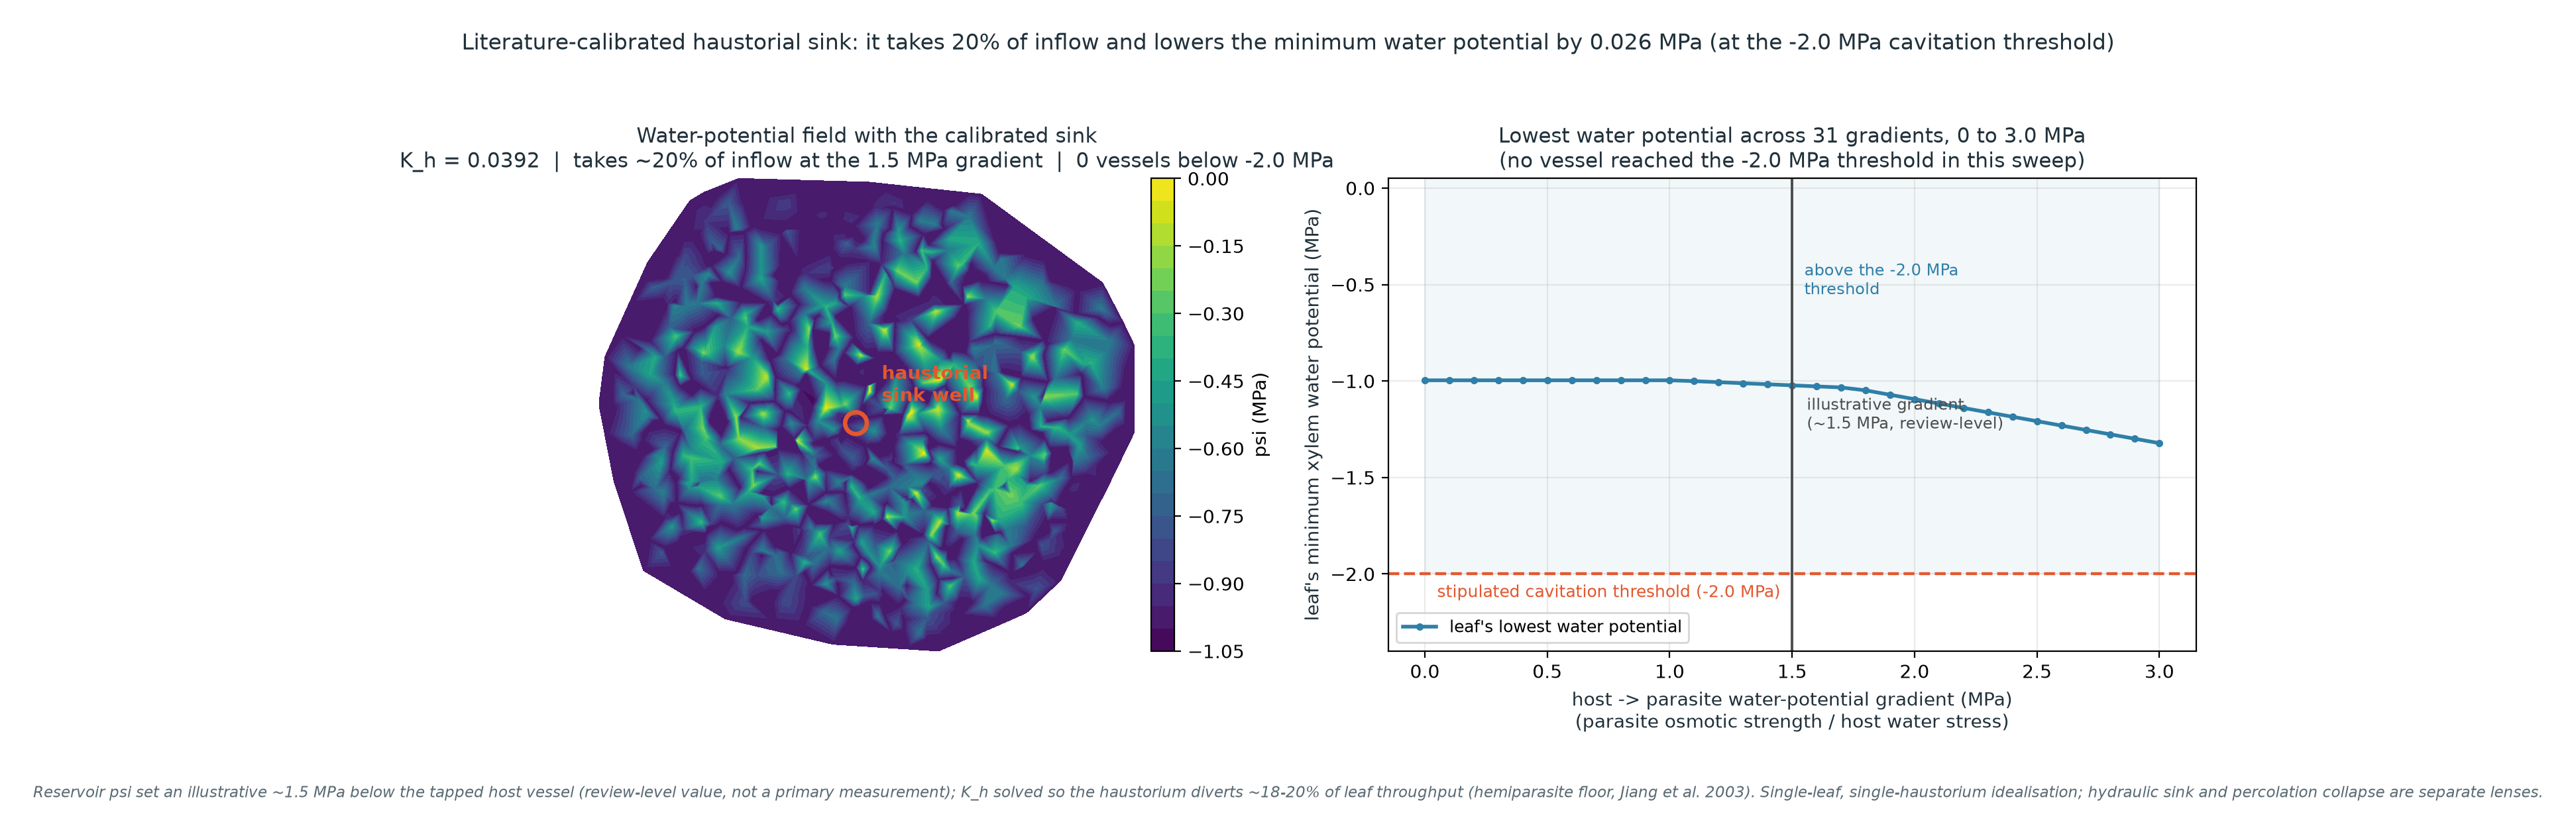 Literature-calibrated haustorial sink: it takes 20% of inflow and lowers the minimum water potential by 0.026 MPa (at the -2.0 MPa cavitation threshold)
Water-potential field with the calibrated sink
K_h = 0.0392  |  takes ~20% of inflow at the 1.5 MPa gradient  |  0 vessels below -2.0 MPa
haustorial
sink well
0.00
−0.15
−0.30
−0.45
−0.60
−0.75
−0.90
−1.05
psi (MPa)
Lowest water potential across 31 gradients, 0 to 3.0 MPa
(no vessel reached the -2.0 MPa threshold in this sweep)
leaf's minimum xylem water potential (MPa)
0.0
−0.5
−1.0
−1.5
−2.0
above the -2.0 MPa
threshold
illustrative gradient
(~1.5 MPa, review-level)
stipulated cavitation threshold (-2.0 MPa)
leaf's lowest water potential
0.0
0.5
1.0
1.5
2.0
2.5
3.0
host -> parasite water-potential gradient (MPa)
(parasite osmotic strength / host water stress)
Reservoir psi set an illustrative ~1.5 MPa below the tapped host vessel (review-level value, not a primary measurement); K_h solved so the haustorium diverts ~18-20% of leaf throughput (hemiparasite floor, Jiang et al. 2003). Single-leaf, single-haustorium idealisation; hydraulic sink and percolation collapse are separate lenses.